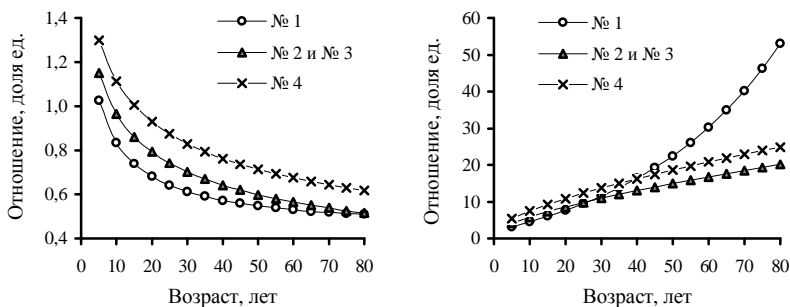 Отношение, доля ед.
1,4
1,2
1,0
0,8
0,6
0,4
0 10 20 30 40 50 60 70 80
Возраст, лет
№ 1
№ 2 и № 3
№ 4
Отношение, доля ед.
60
50
40
30
20
10
0
0 10 20 30 40 50 60 70 80
Возраст, лет
№ 1
№ 2 и № 3
№ 4